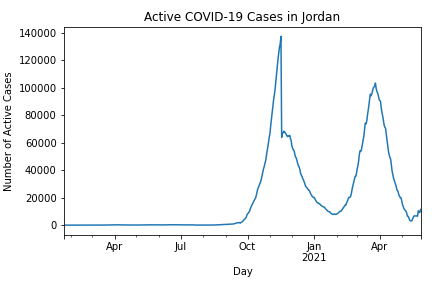 Active COVID-19 Cases in Jordan
140000
120000
100000
80000
60000
40000
20000
0
Number of Active Cases
Apr Jul Oct Jan Apr
2021
Day